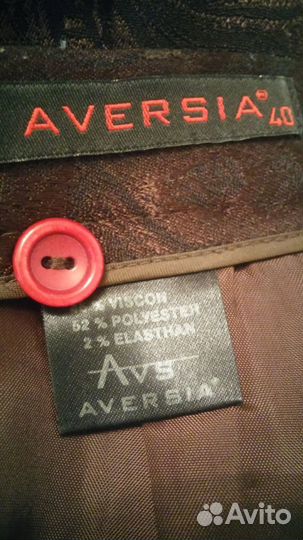 AVERSIA 40
% VISCON
52 % POLYESTER
2 % ELASTHAN
AVS
AVERSIA
Avito